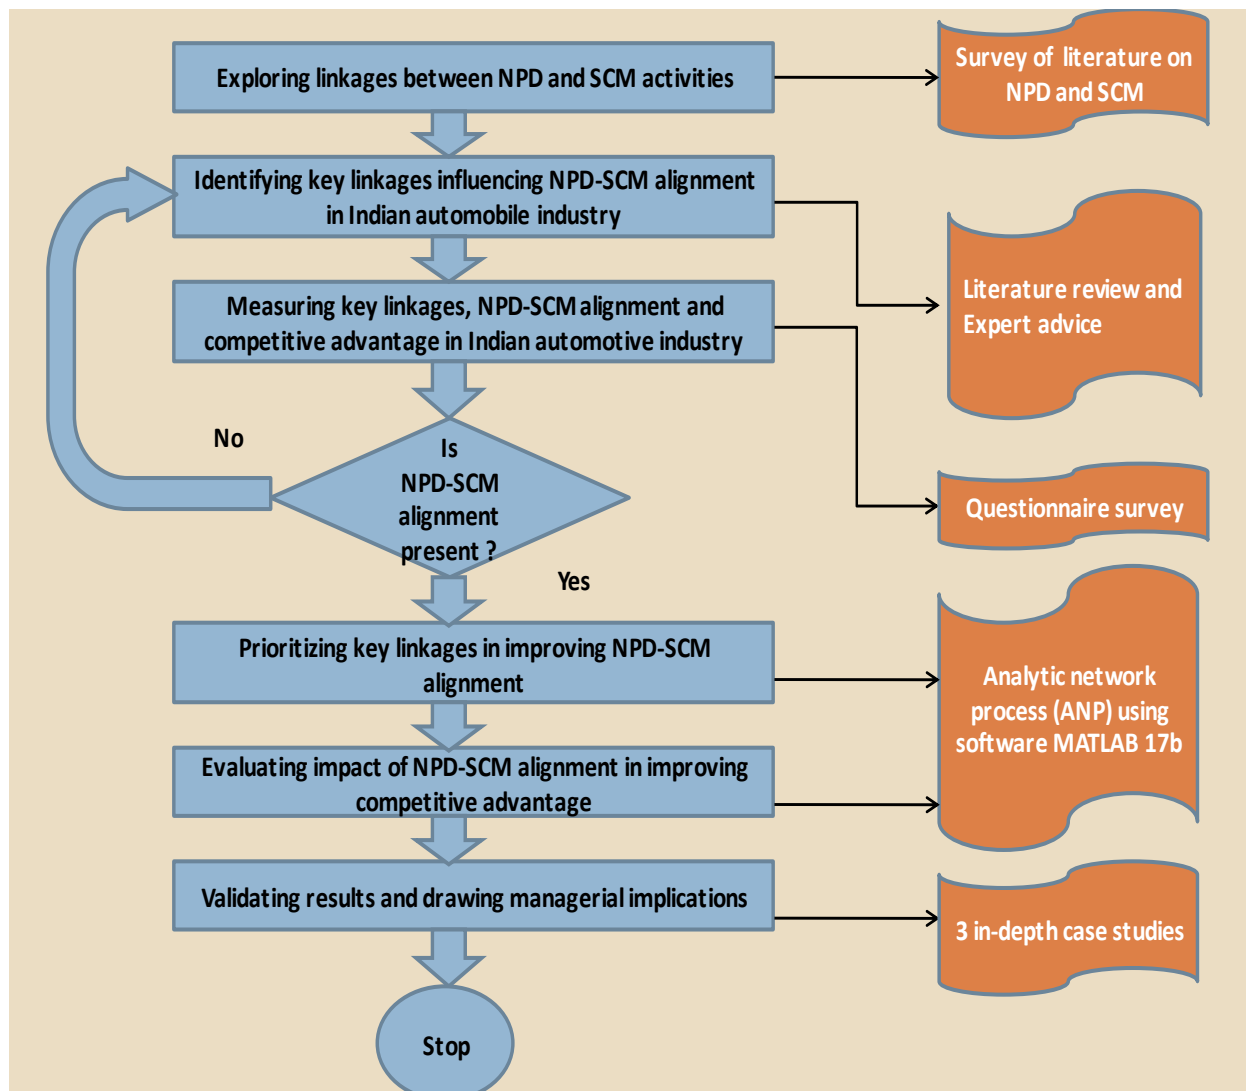 Exploring linkages between NPD and SCM activities
Survey of literature on
NPD and SCM
Identifying key linkages influencing NPD-SCM alignment
in Indian automobile industry
Literature review and
Expert advice
Measuring key linkages, NPD-SCM alignment and
competitive advantage in Indian automotive industry
No
Is
NPD-SCM
alignment
present ?
Questionnaire survey
Yes
Prioritizing key linkages in improving NPD-SCM
alignment
Analytic network
process (ANP) using
software MATLAB 17b
Evaluating impact of NPD-SCM alignment in improving
competitive advantage
Validating results and drawing managerial implications
3 in-depth case studies
Stop